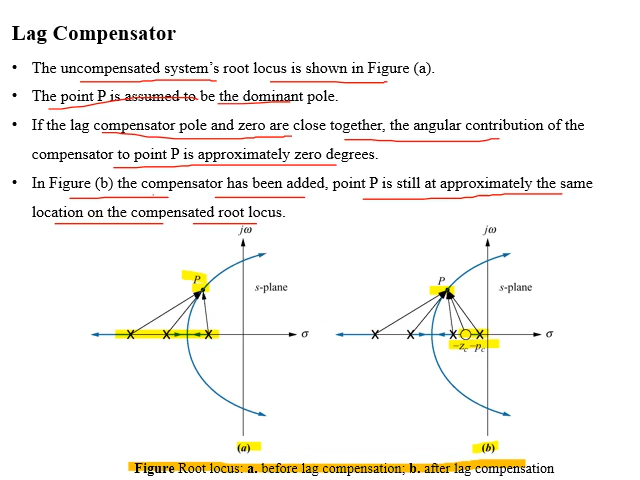 Lag Compensator
• The uncompensated system's root locus is shown in Figure (a).
• The point P is assumed to be the dominant pole.
• If the lag compensator pole and zero are close together, the angular contribution of the
compensator to point P is approximately zero degrees.
• In Figure (b) the compensator has been added, point P is still at approximately the same
location on the compensated root locus.
jω jω
P P
s-plane s-plane
σ σ
-zc -pc
(a) (b)
Figure Root locus: a. before lag compensation; b. after lag compensation